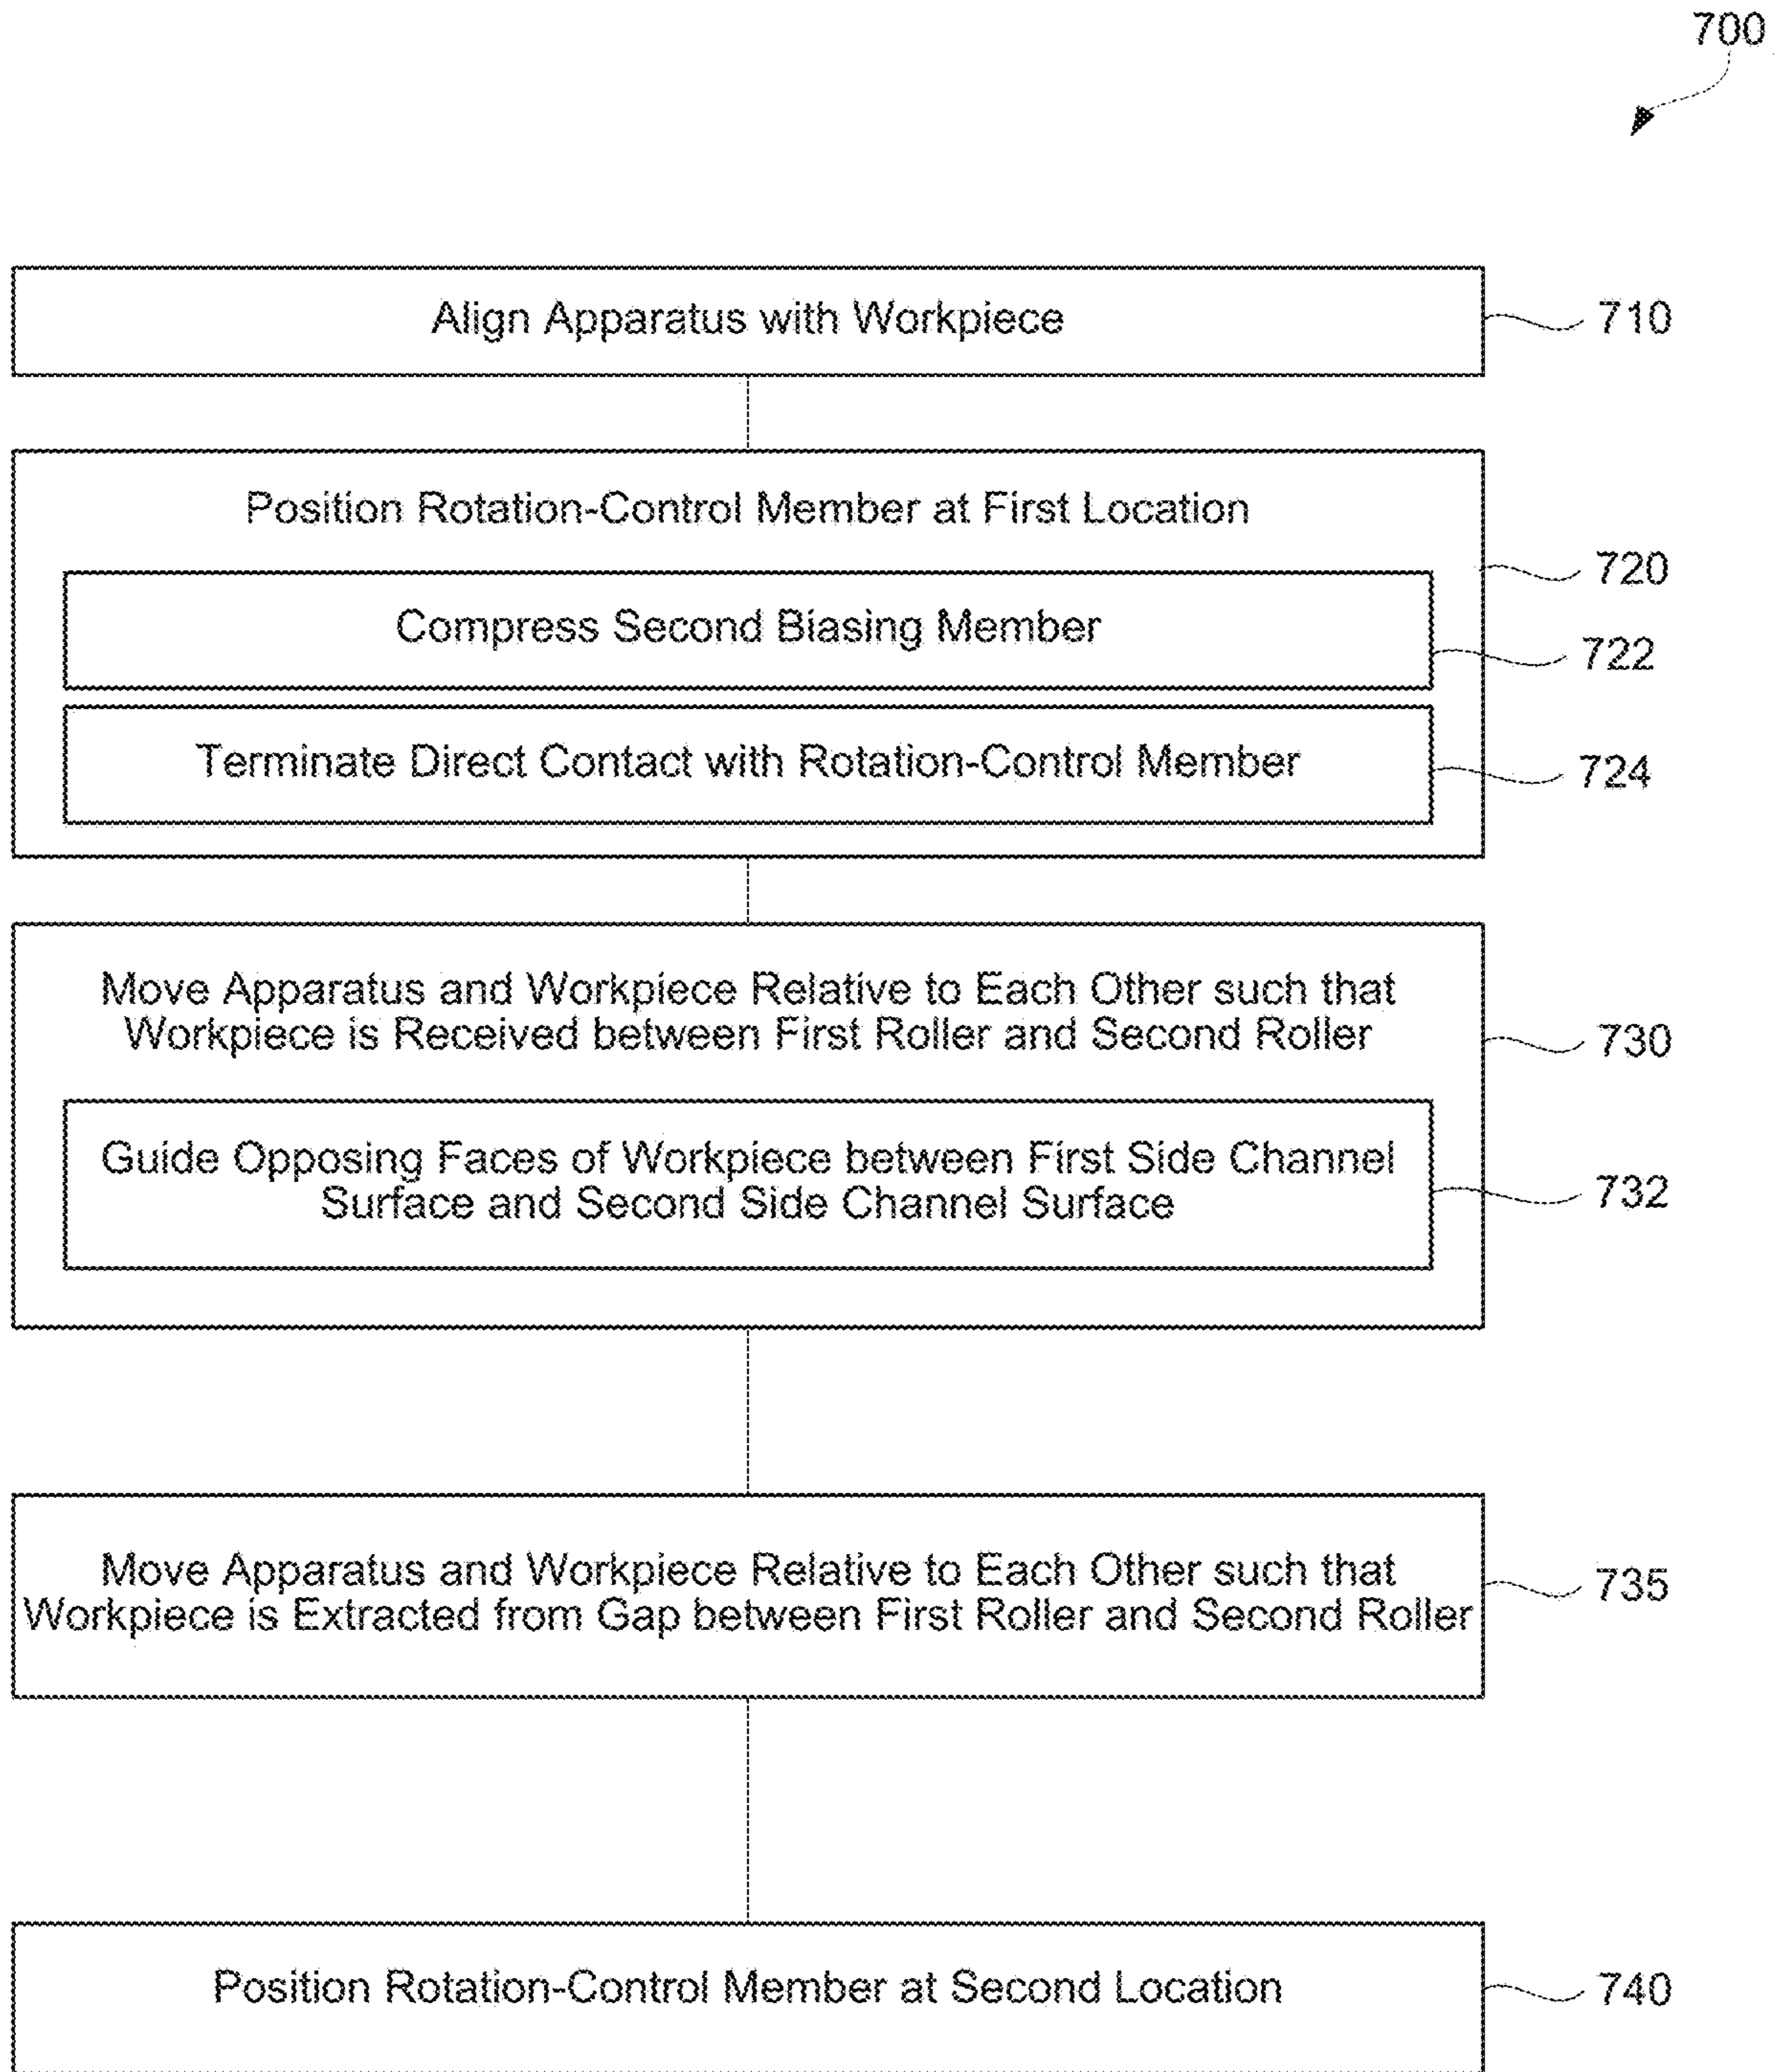 700
Align Apparatus with Workpiece
710
Position Rotation-Control Member at First Location
720
Compress Second Biasing Member
722
Terminate Direct Contact with Rotation-Control Member
724
Move Apparatus and Workpiece Relative to Each Other such that
Workpiece is Received between First Roller and Second Roller
730
Guide Opposing Faces of Workpiece between First Side Channel
Surface and Second Side Channel Surface
732
Move Apparatus and Workpiece Relative to Each Other such that
Workpiece is Extracted from Gap between First Roller and Second Roller
735
Position Rotation-Control Member at Second Location
740